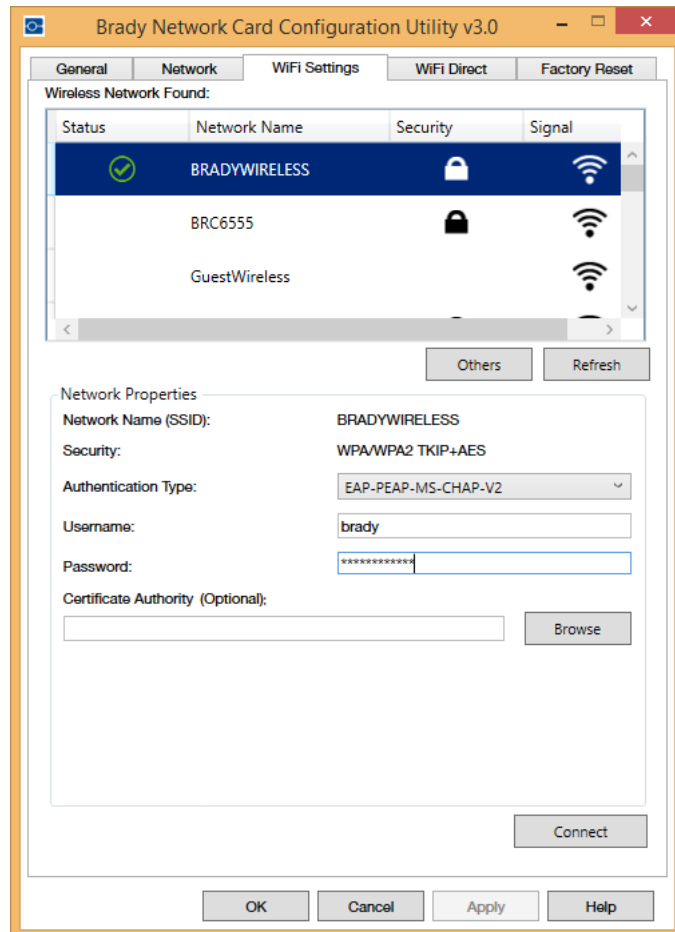 Brady Network Card Configuration Utility v3.0
General Network WiFi Settings WiFi Direct Factory Reset
Wireless Network Found:
Status Network Name Security Signal
BRADYWIRELESS
BRC6555
GuestWireless
Others Refresh
Network Properties
Network Name (SSID): BRADYWIRELESS
Security: WPA/WPA2 TKIP+AES
Authentication Type: EAP-PEAP-MS-CHAP-V2
Username: brady
Password: ************
Certificate Authority (Optional);
Browse
Connect
OK Cancel Apply Help